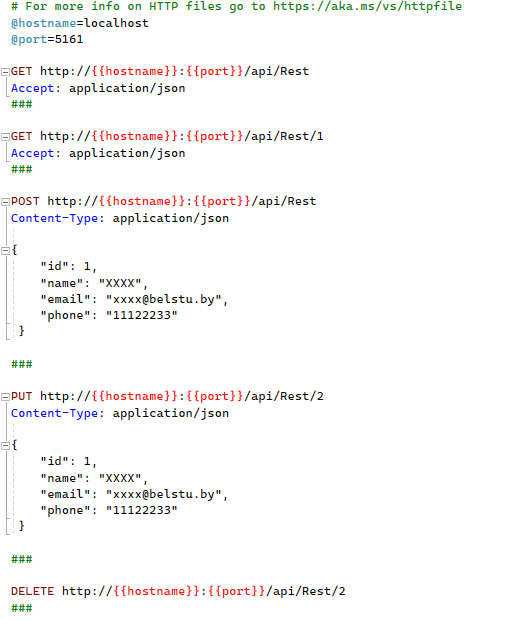 # For more info on HTTP files go to https://aka.ms/vs/httpfile
@hostname=localhost
@port=5161
GET http://{{hostname}}:{{port}}/api/Rest
Accept: application/json
###
GET http://{{hostname}}:{{port}}/api/Rest/1
Accept: application/json
###
POST http://{{hostname}}:{{port}}/api/Rest
Content-Type: application/json
{
    "id": 1,
    "name": "XXXX",
    "email": "xxxx@belstu.by",
    "phone": "11122233"
 }
###
PUT http://{{hostname}}:{{port}}/api/Rest/2
Content-Type: application/json
{
    "id": 1,
    "name": "XXXX",
    "email": "xxxx@belstu.by",
    "phone": "11122233"
 }
###
DELETE http://{{hostname}}:{{port}}/api/Rest/2
###